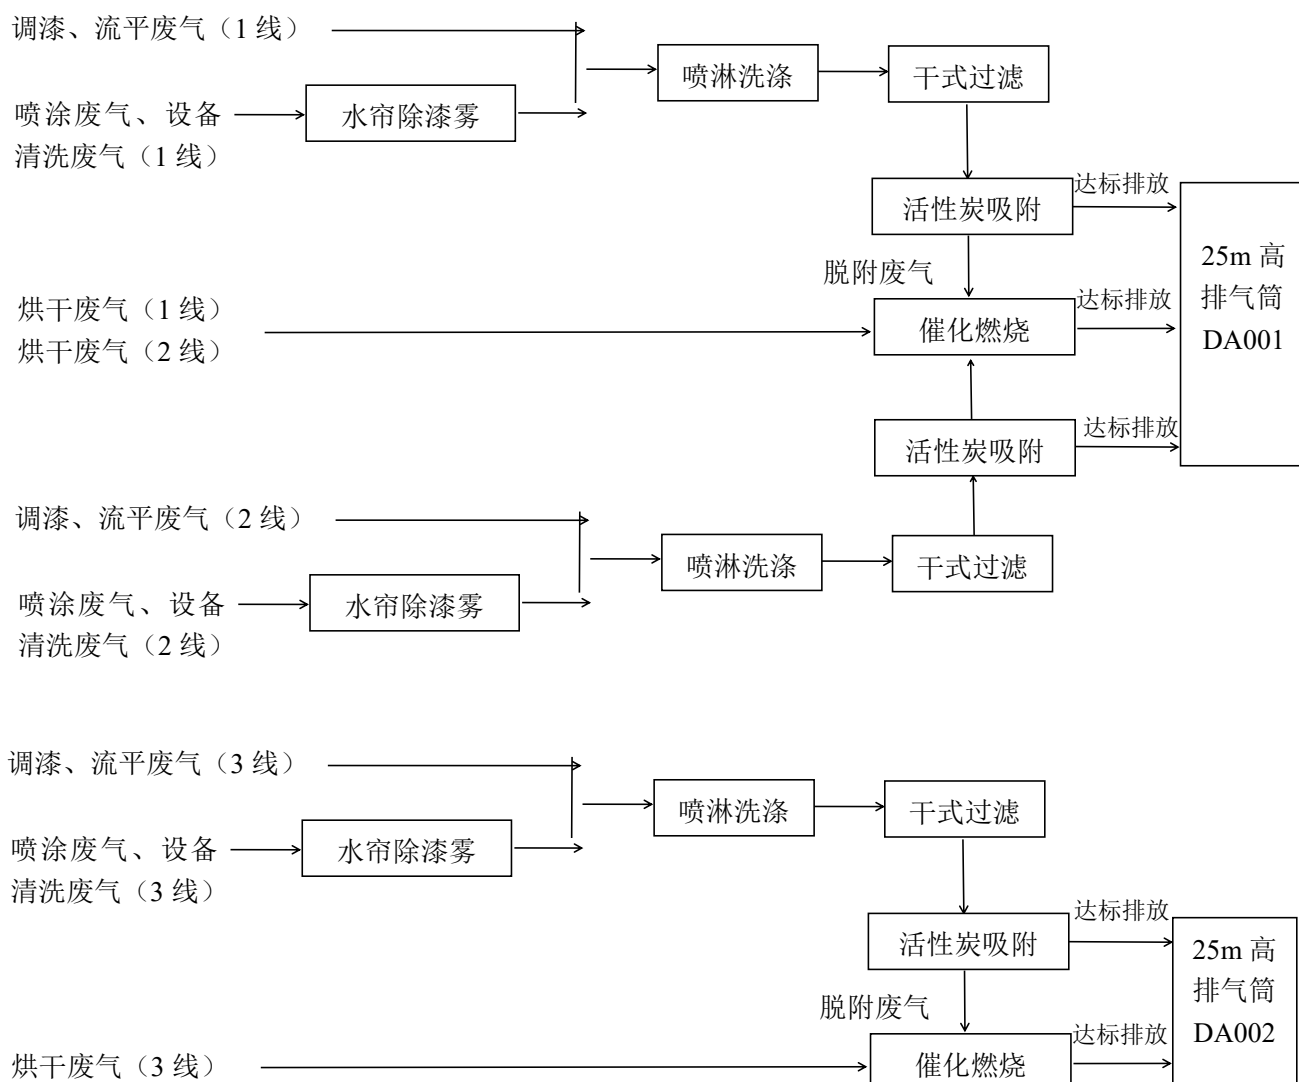 调漆、流平废气（1 线）
喷淋洗涤
干式过滤
喷涂废气、设备
清洗废气（1 线）
水帘除漆雾
活性炭吸附
达标排放
脱附废气
烘干废气（1 线）
烘干废气（2 线）
催化燃烧
达标排放
25m 高
排气筒
DA001
活性炭吸附
达标排放
调漆、流平废气（2 线）
喷淋洗涤
干式过滤
喷涂废气、设备
清洗废气（2 线）
水帘除漆雾
调漆、流平废气（3 线）
喷淋洗涤
干式过滤
喷涂废气、设备
清洗废气（3 线）
水帘除漆雾
活性炭吸附
达标排放
脱附废气
25m 高
排气筒
DA002
烘干废气（3 线）
催化燃烧
达标排放